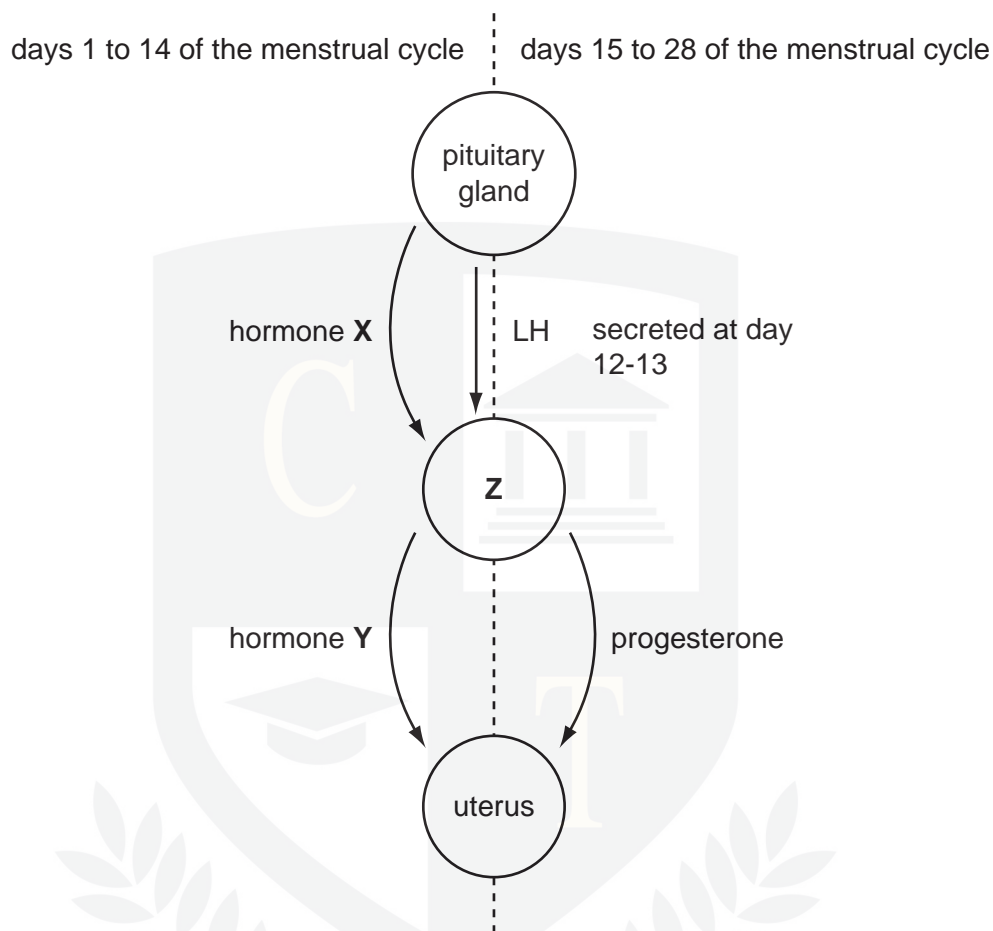 days 1 to 14 of the menstrual cycle
days 15 to 28 of the menstrual cycle
pituitary
gland
hormone X
LH
secreted at day
12-13
Z
hormone Y
progesterone
uterus
C
T